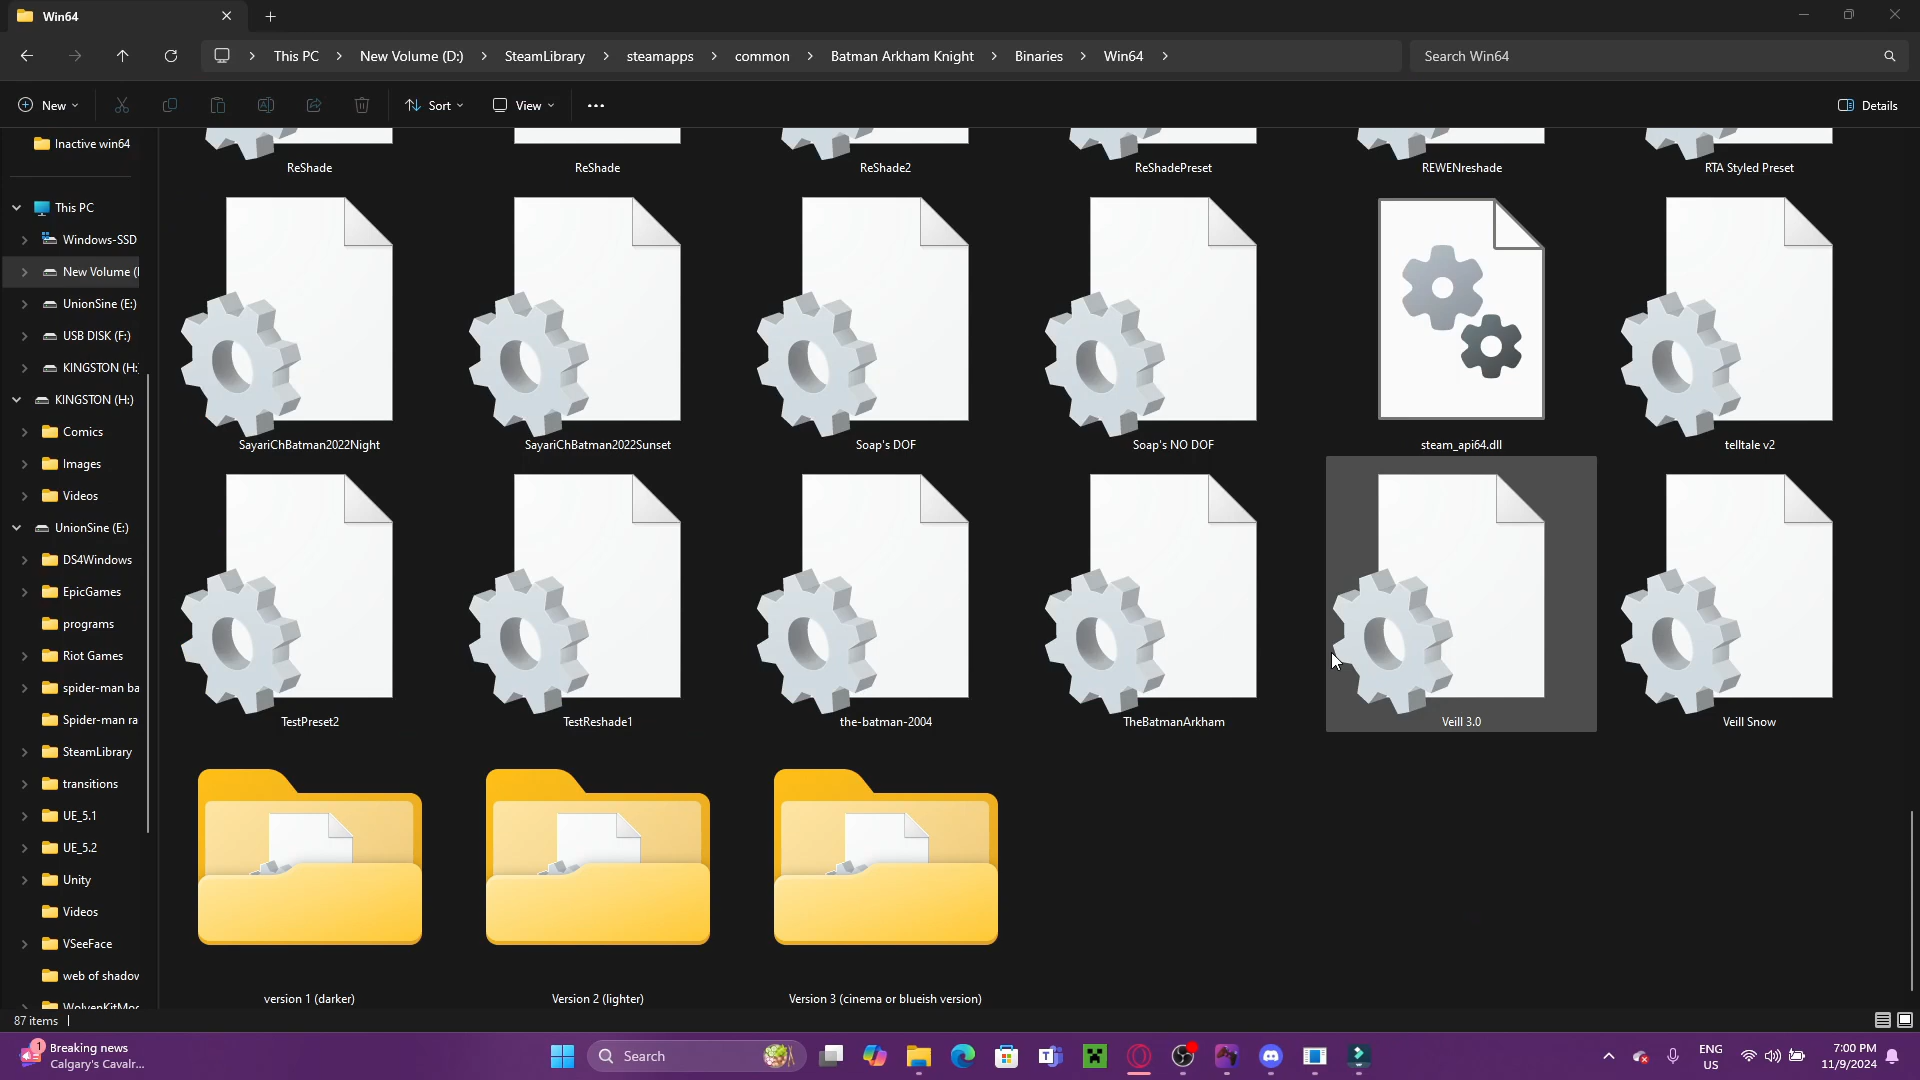 Win64
This PC
New Volume (D:)
SteamLibrary
steamapps
common
Batman Arkham Knight
Binaries
Win64
Search Win64
New
Sort
View
Details
Inactive win64
This PC
Windows-SSD
New Volume (
UnionSine (E:)
USB DISK (F:)
KINGSTON (H:
KINGSTON (H:)
Comics
Images
Videos
UnionSine (E:)
DS4Windows
EpicGames
programs
Riot Games
spider-man ba
Spider-man ra
SteamLibrary
transitions
UE_5.1
UE_5.2
Unity
Videos
VSeeFace
web of shadov
WolvenKitMo
ReShade
ReShade
ReShade2
ReShadePreset
REWENreshade
RTA Styled Preset
SayariChBatman2022Night
SayariChBatman2022Sunset
Soap's DOF
Soap's NO DOF
steam_api64.dll
telltale v2
TestPreset2
TestReshade1
the-batman-2004
TheBatmanArkham
Veill 3.0
Veill Snow
version 1 (darker)
Version 2 (lighter)
Version 3 (cinema or blueish version)
87 items
1
Breaking news
Calgary's Cavalr...
Search
ENG
US
7:00 PM
11/9/2024